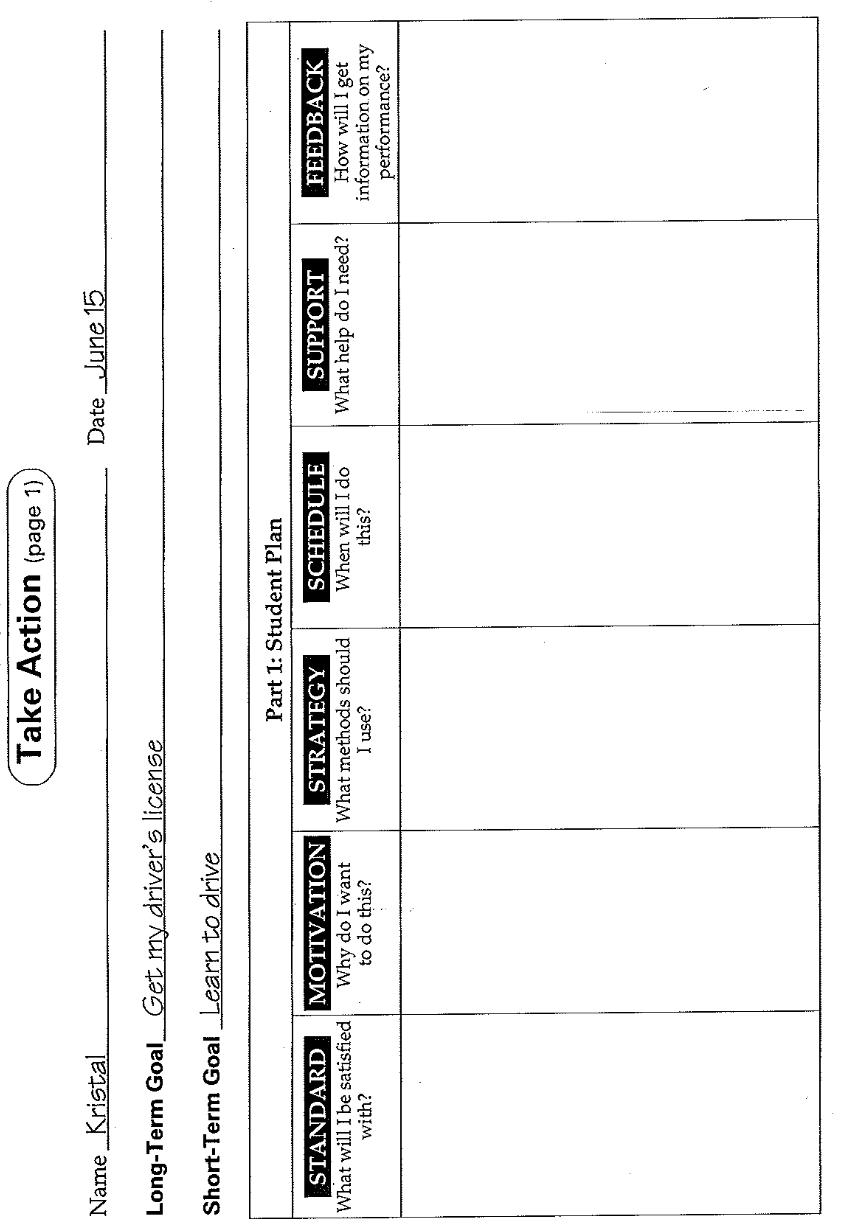 Take Action (page 1)
Name Kristal Date June 15
Long-Term Goal Get my driver's license
Short-Term Goal Learn to drive
Part 1: Student Plan
STANDARD
What will I be satisfied
with?
MOTIVATION
Why do I want
to do this?
STRATEGY
What methods should
I use?
SCHEDULE
When will I do
this?
SUPPORT
What help do I need?
FEEDBACK
How will I get
information on my
performance?